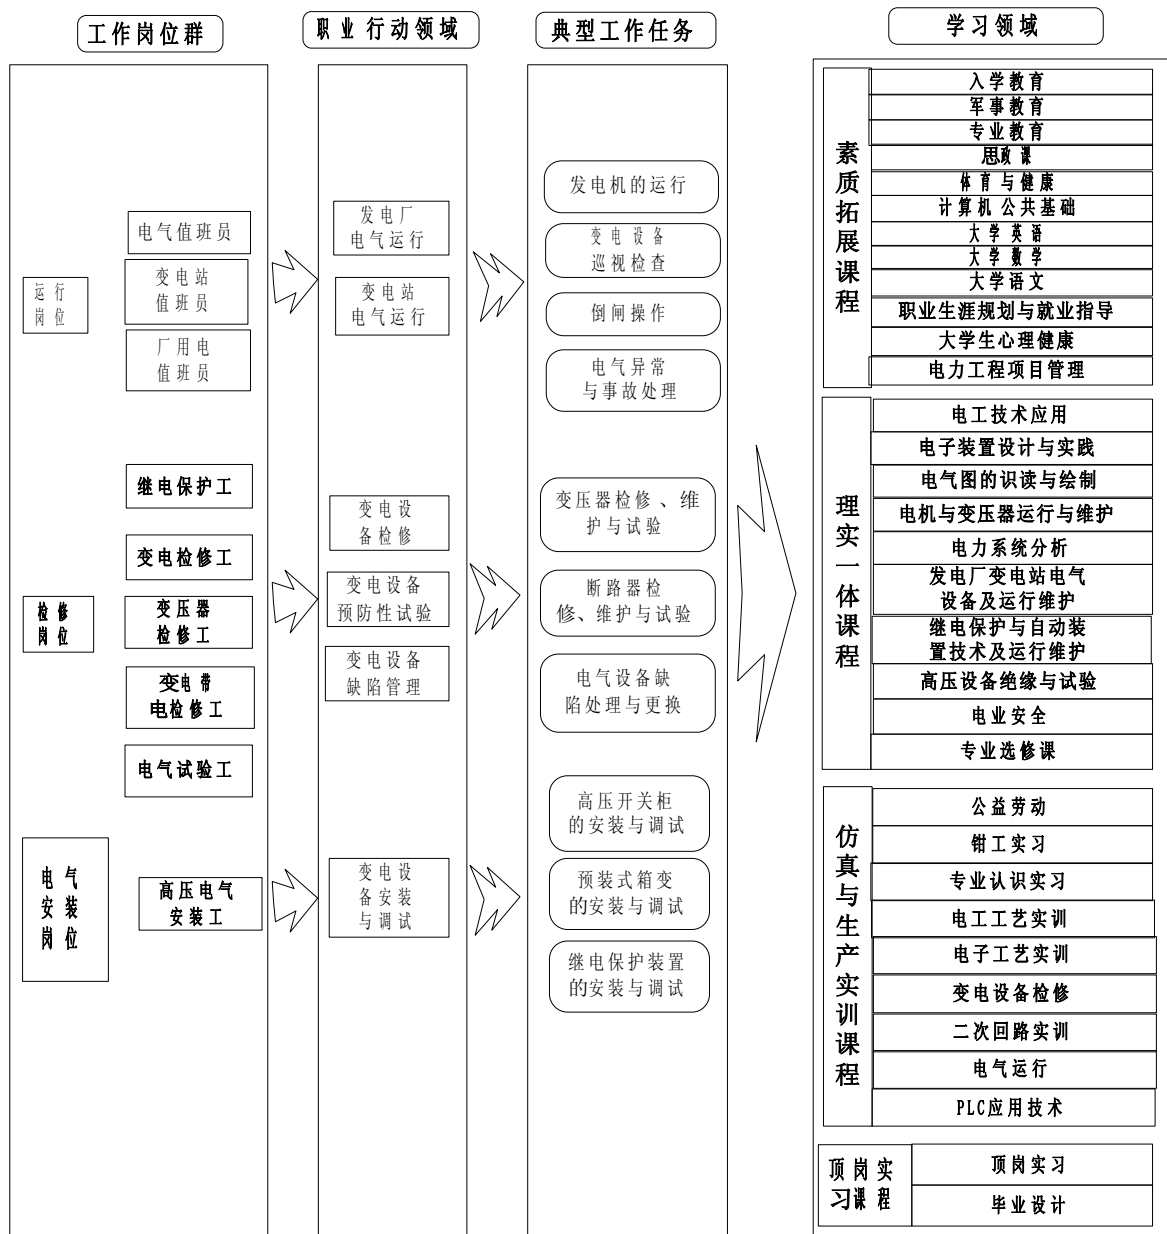 工作岗位群
职业行动领域
典型工作任务
学习领域
运行
岗位
电气值班员
变电站
值班员
厂用电
值班员
发电厂
电气运行
变电站
电气运行
发电机的运行
变电设备
巡视检查
倒闸操作
电气异常
与事故处理
检修
岗位
继电保护工
变电检修工
变压器
检修工
变电带
电检修工
电气试验工
变电设
备检修
变电设备
预防性试验
变电设备
缺陷管理
变压器检修、维
护与试验
断路器检
修、维护与试验
电气设备缺
陷处理与更换
电气
安装
岗位
高压电气
安装工
变电设
备安装
与调试
高压开关柜
的安装与调试
预装式箱变
的安装与调试
继电保护装置
的安装与调试
素质拓展课程
入学教育
军事教育
专业教育
思政课
体育与健康
计算机公共基础
大学英语
大学数学
大学语文
职业生涯规划与就业指导
大学生心理健康
电力工程项目管理
理实一体课程
电工技术应用
电子装置设计与实践
电气图的识读与绘制
电机与变压器运行与维护
电力系统分析
发电厂变电站电气
设备及运行维护
继电保护与自动装
置技术及运行维护
高压设备绝缘与试验
电业安全
专业选修课
仿真与生产实训课程
公益劳动
钳工实习
专业认识实习
电工工艺实训
电子工艺实训
变电设备检修
二次回路实训
电气运行
PLC应用技术
顶岗实
习课程
顶岗实习
毕业设计